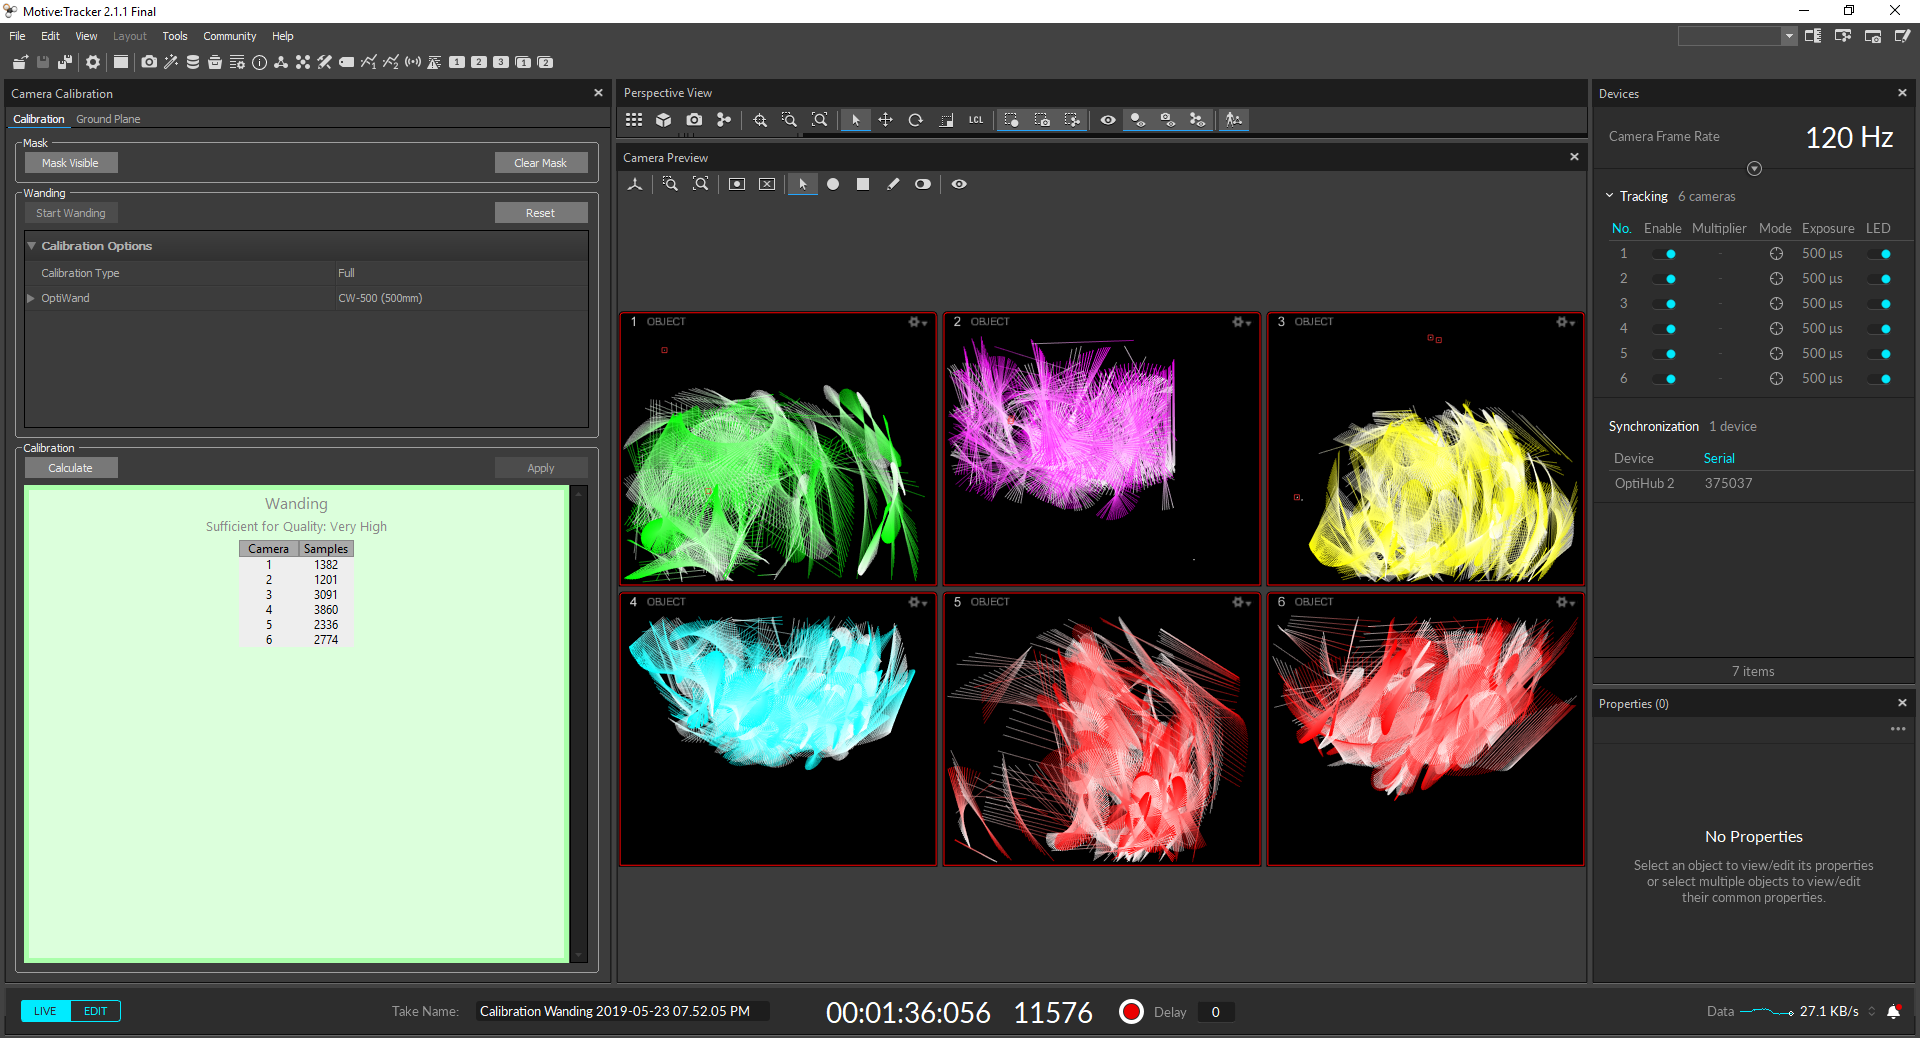 Motive:Tracker 2.1.1 Final
File Edit View Layout Tools Community Help
1 2 3 1 2
Camera Calibration
Calibration Ground Plane
Mask
Mask Visible Clear Mask
Wanding
Start Wanding Reset
Calibration Options
Calibration Type Full
OptiWand CW-500 (500mm)
Calibration
Calculate Apply
Wanding
Sufficient for Quality: Very High
Camera Samples
1 1382
2 1201
3 3091
4 3860
5 2336
6 2774
Perspective View
LCL
Camera Preview
1 OBJECT
2 OBJECT
3 OBJECT
4 OBJECT
5 OBJECT
6 OBJECT
Devices
Camera Frame Rate 120 Hz
Tracking 6 cameras
No. Enable Multiplier Mode Exposure LED
1 - 500 µs
2 - 500 µs
3 - 500 µs
4 - 500 µs
5 - 500 µs
6 - 500 µs
Synchronization 1 device
Device Serial
OptiHub 2 375037
7 items
Properties (0)
No Properties
Select an object to view/edit its properties
or select multiple objects to view/edit
their common properties.
LIVE EDIT
Take Name: Calibration Wanding 2019-05-23 07.52.05 PM
00:01:36:056 11576 Delay 0
Data 27.1 KB/s